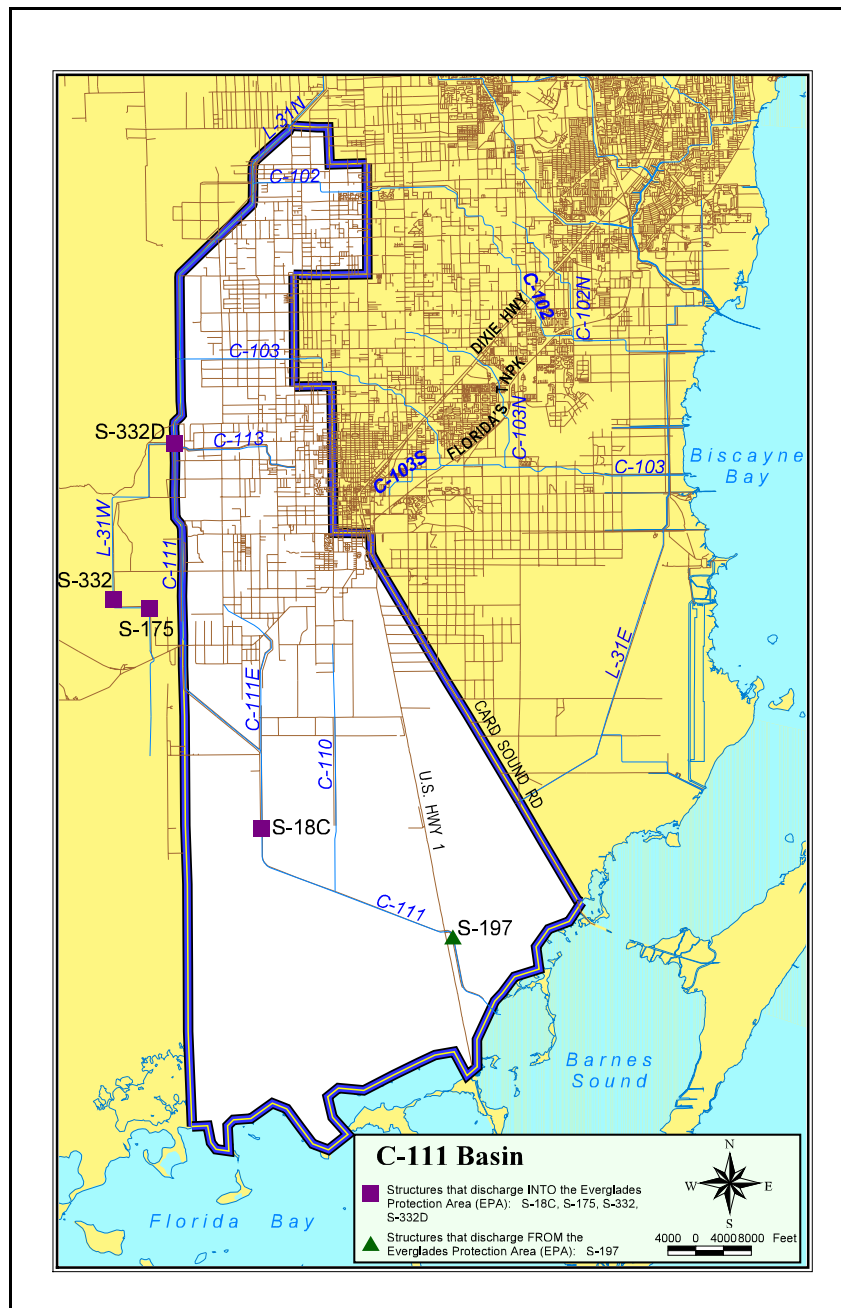 L-31N
C-102
C-102
C-102N
DIXIE HWY
C-103
FLORIDA'S TNPK
C-103N
S-332D
C-113
C-103S
C-103
Biscayne
Bay
L-31W
C-111
S-332
S-175
L-31E
C-111E
C-110
CARD SOUND RD
U.S. HWY 1
S-18C
C-111
S-197
Barnes
Sound
Florida Bay
C-111 Basin
Structures that discharge INTO the Everglades
Protection Area (EPA): S-18C, S-175, S-332,
S-332D
Structures that discharge FROM the
Everglades Protection Area (EPA): S-197
N
W E
S
4000 0 4000 8000 Feet